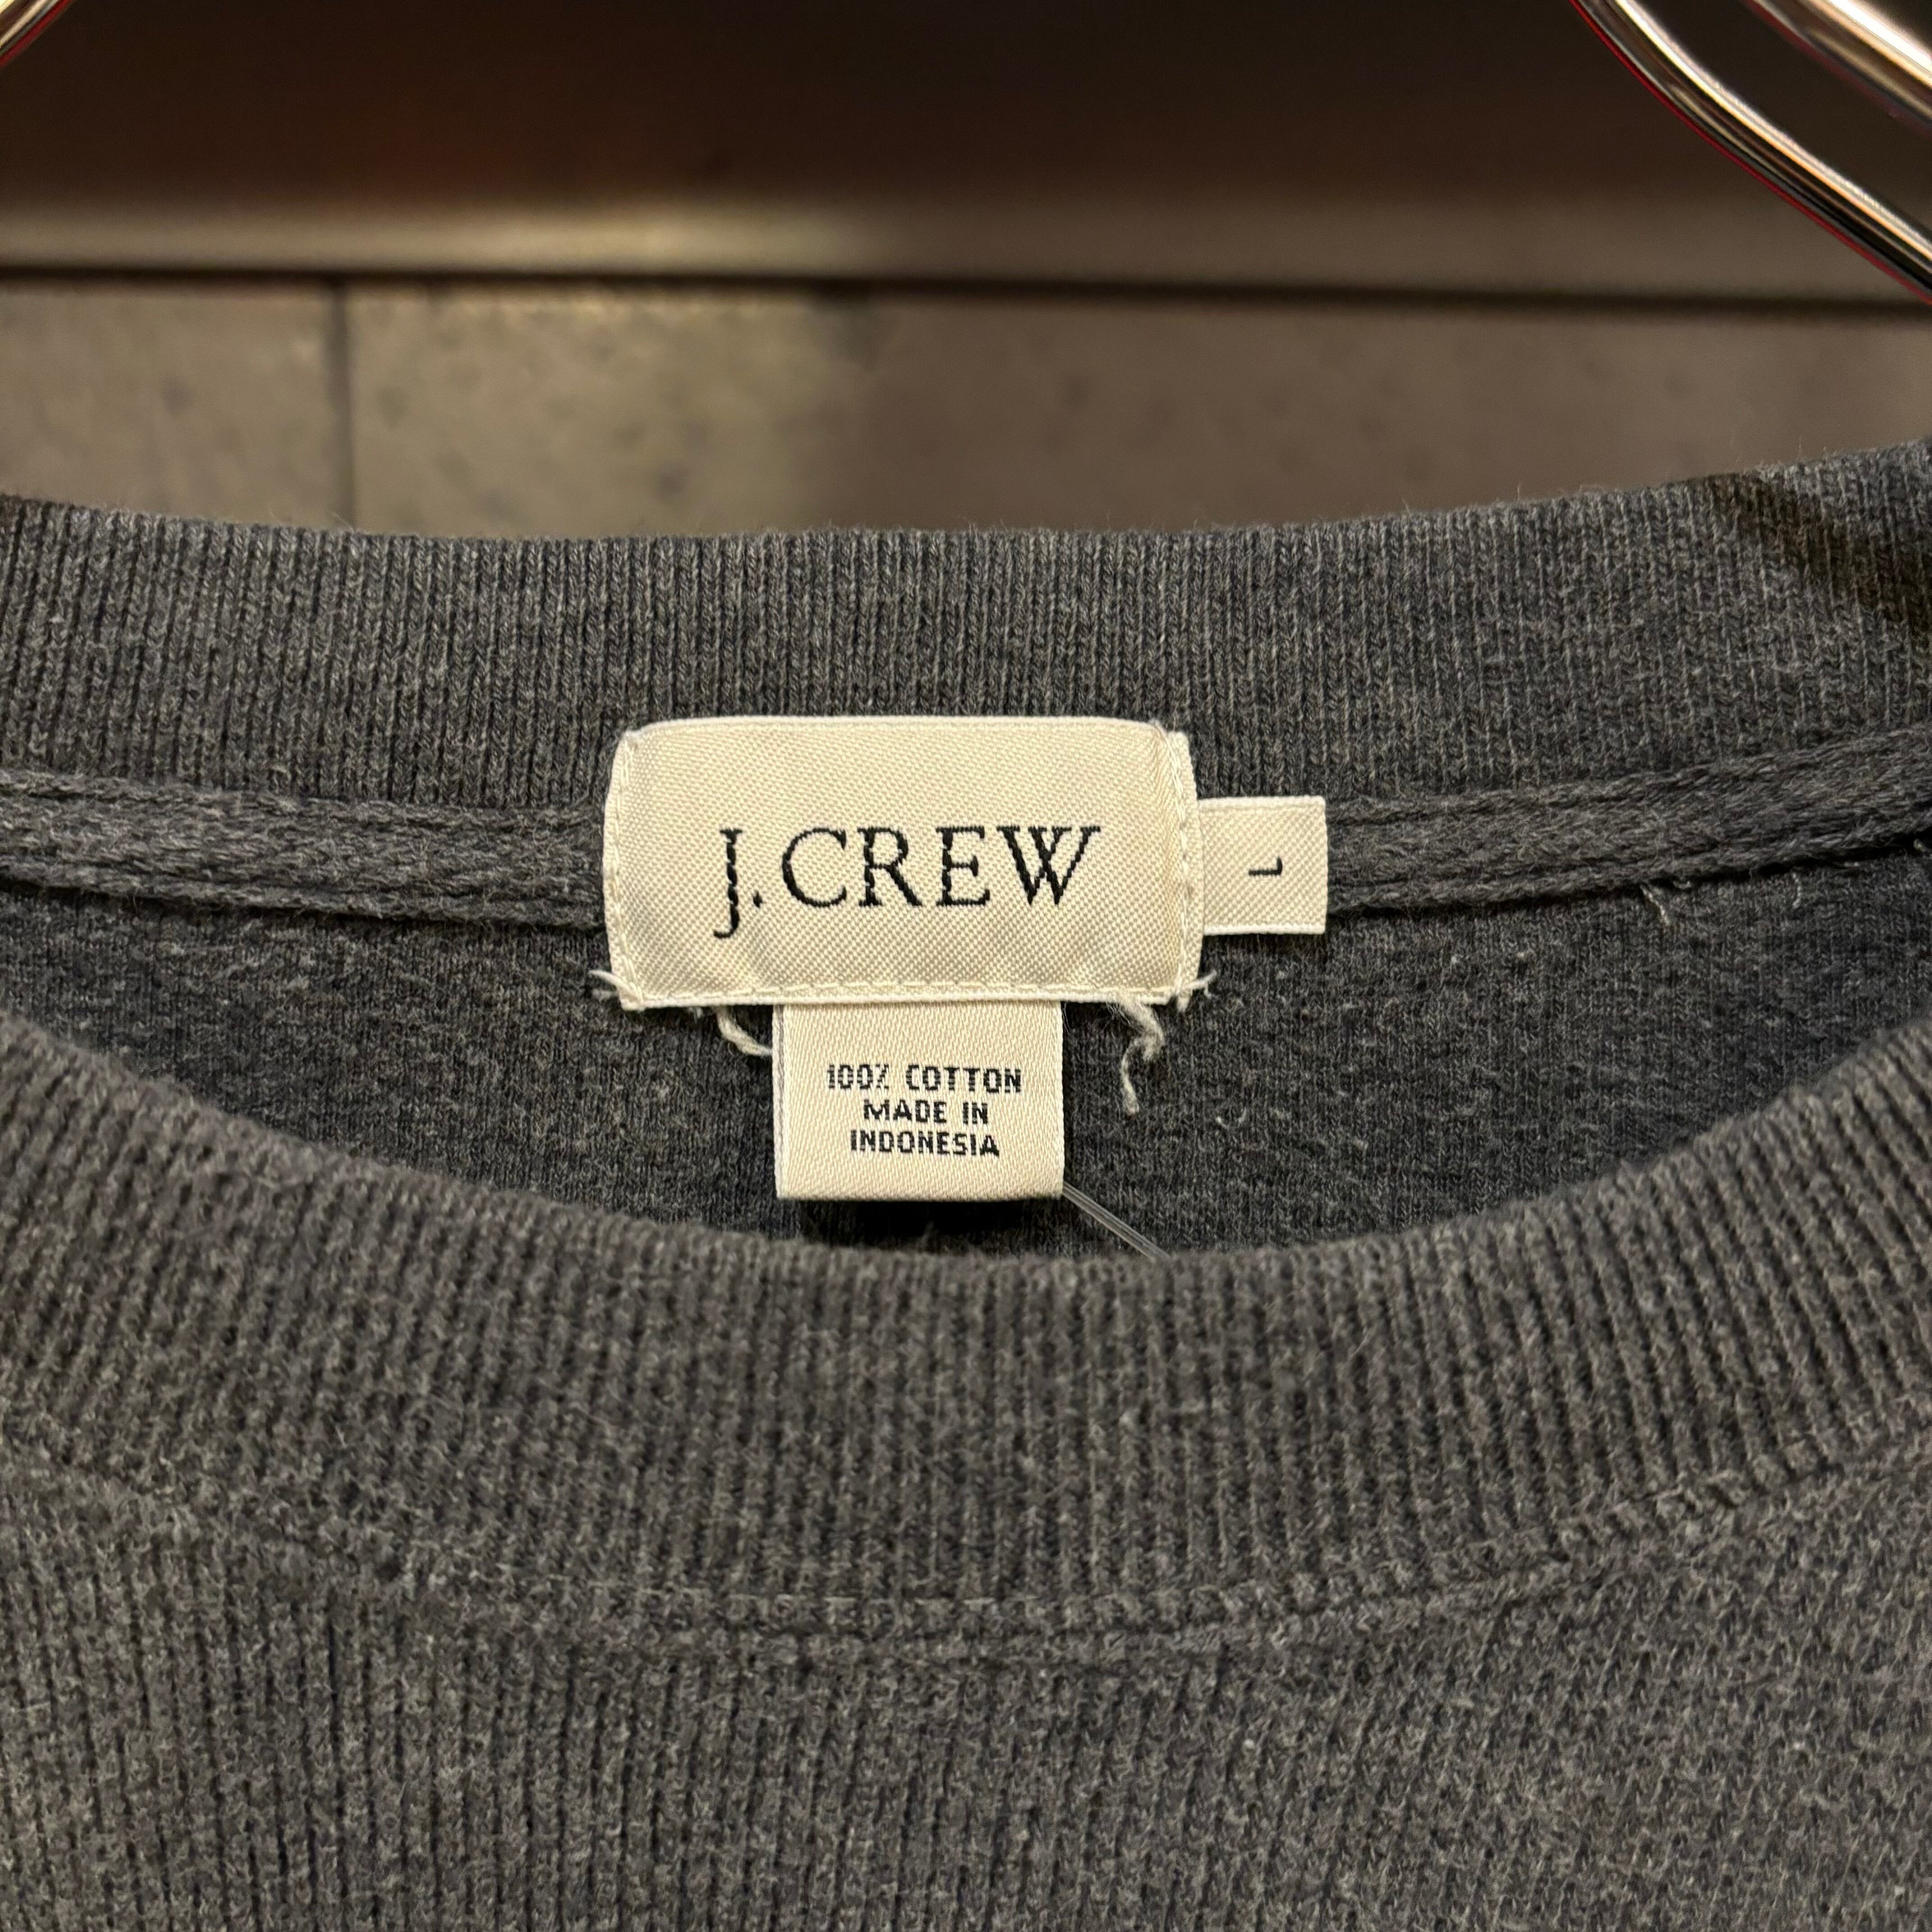 J.CREW
L
100% COTTON
MADE IN
INDONESIA